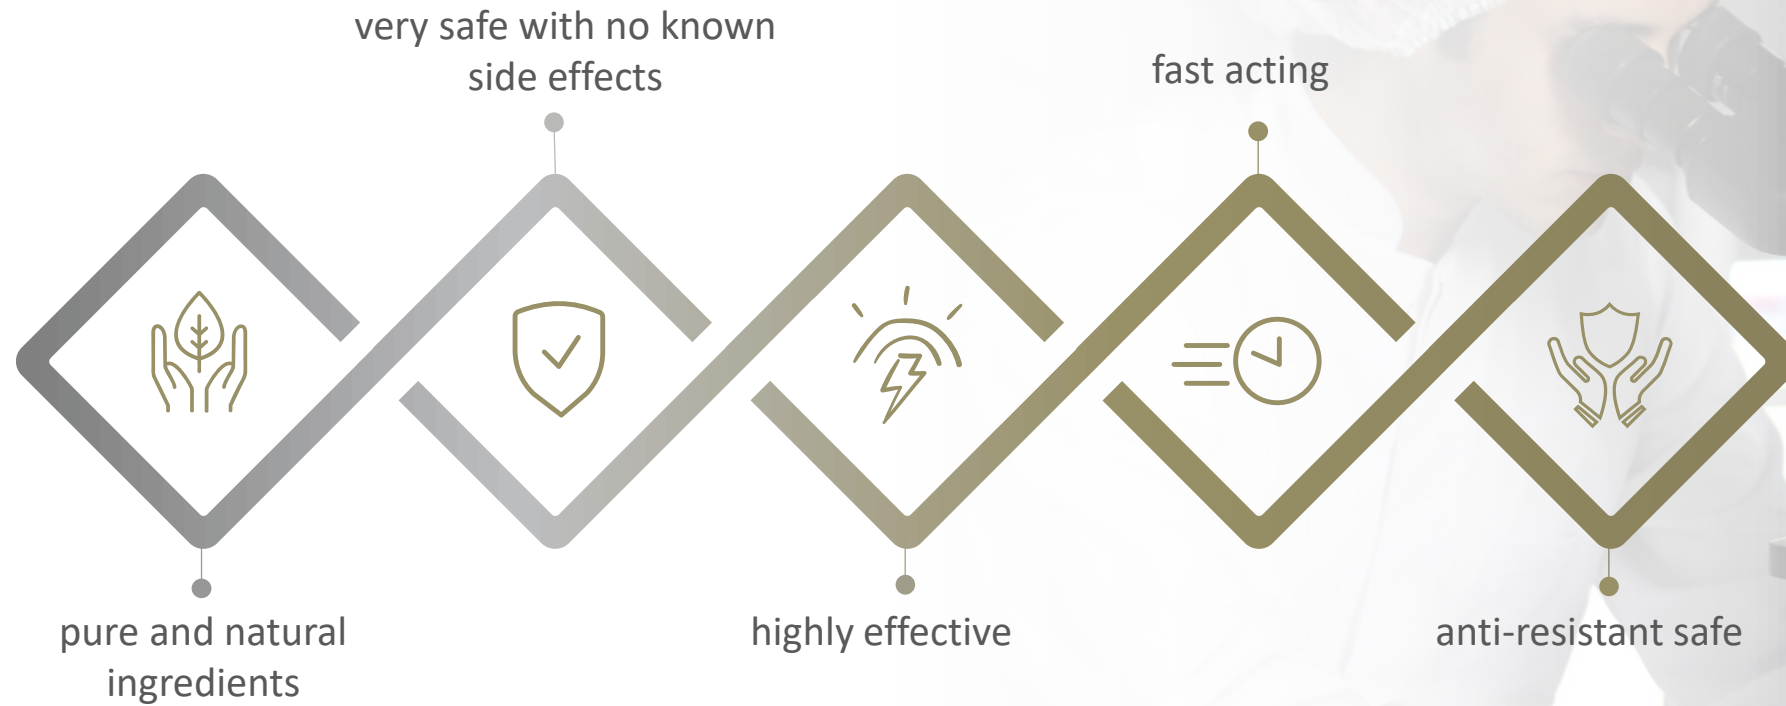 very safe with no known
side effects
fast acting
pure and natural
ingredients
highly effective
anti-resistant safe